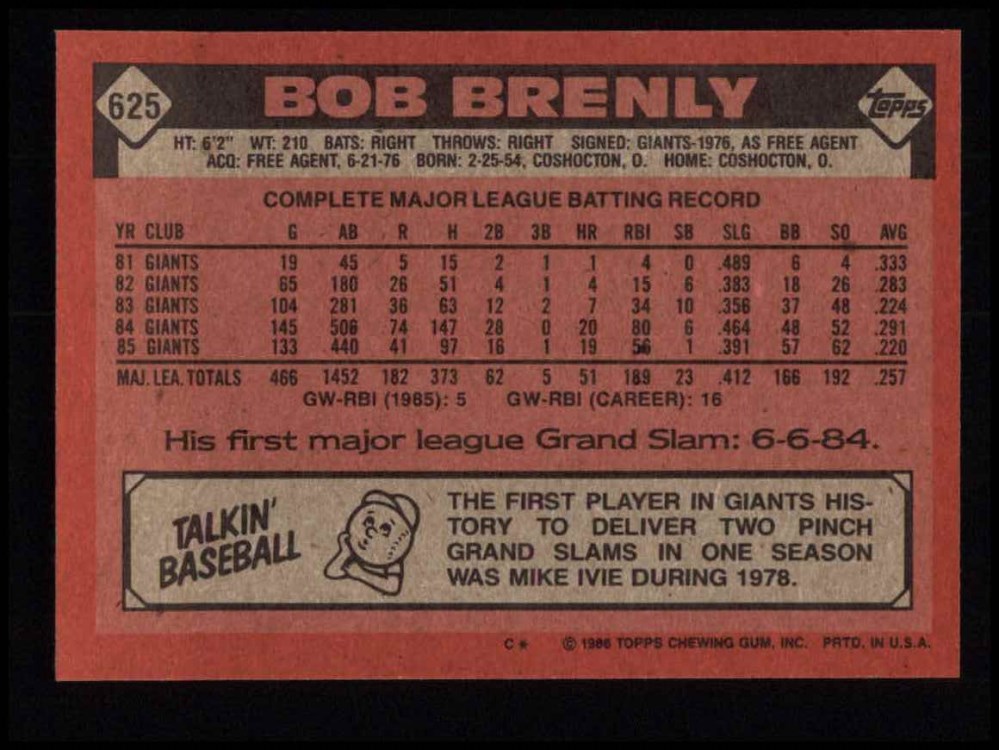 625 BOB BRENLY Topps
HT: 6'2" WT: 210 BATS: RIGHT THROWS: RIGHT SIGNED: GIANTS-1976, AS FREE AGENT
ACQ: FREE AGENT, 6-21-76 BORN: 2-25-54, COSHOCTON, O. HOME: COSHOCTON, O.
COMPLETE MAJOR LEAGUE BATTING RECORD
YR CLUB G AB R H 2B 3B HR RBI SB SLG BB SO AVG
81 GIANTS 19 45 5 15 2 1 1 4 0 .489 6 4 .333
82 GIANTS 65 180 26 51 4 1 4 15 6 .383 18 26 .283
83 GIANTS 104 281 36 63 12 2 7 34 10 .356 37 48 .224
84 GIANTS 145 506 74 147 28 0 20 80 6 .464 48 52 .291
85 GIANTS 133 440 41 97 16 1 19 56 1 .391 57 62 .220
MAJ. LEA. TOTALS 466 1452 182 373 62 5 51 189 23 .412 166 192 .257
GW-RBI (1985): 5 GW-RBI (CAREER): 16
His first major league Grand Slam: 6-6-84.
TALKIN'
BASEBALL
THE FIRST PLAYER IN GIANTS HIS-
TORY TO DELIVER TWO PINCH
GRAND SLAMS IN ONE SEASON
WAS MIKE IVIE DURING 1978.
C* © 1986 TOPPS CHEWING GUM, INC. PRTD. IN U.S.A.